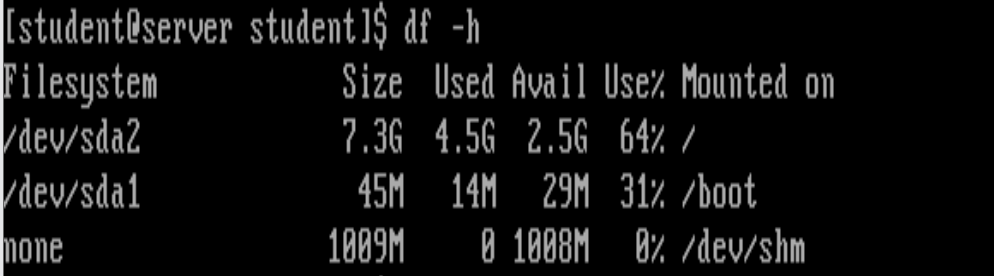 [student@server student]$ df -h
Filesystem            Size  Used Avail Use% Mounted on
/dev/sda2             7.3G  4.5G  2.5G  64% /
/dev/sda1              45M   14M   29M  31% /boot
none                 1009M     0 1008M   0% /dev/shm